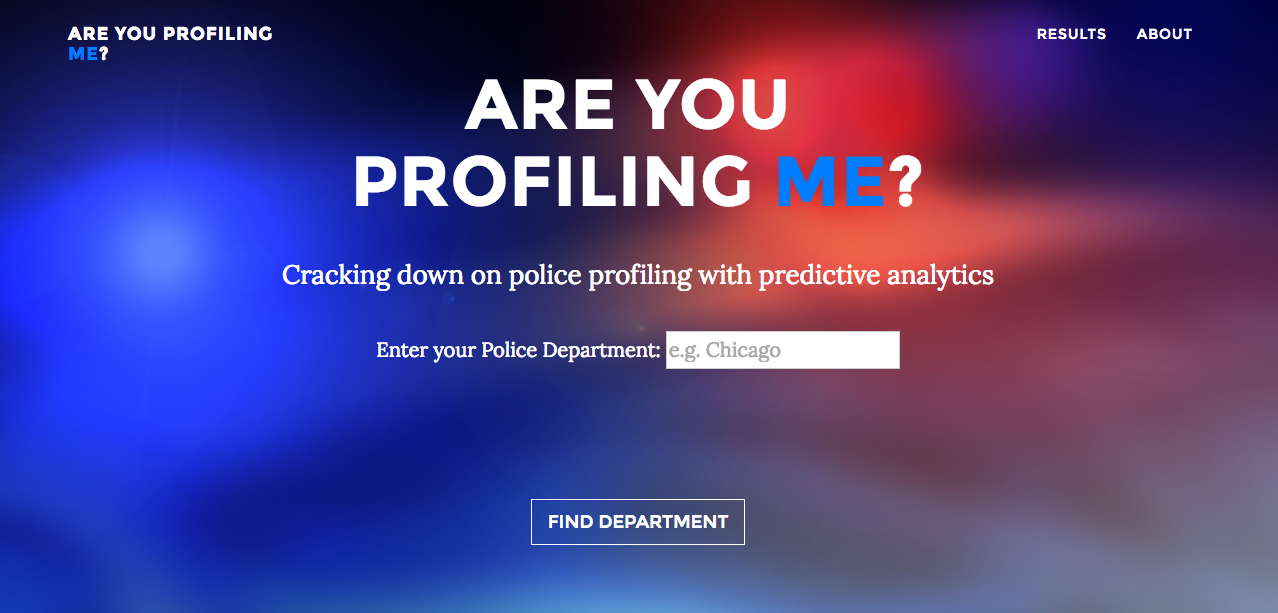 ARE YOU PROFILING
ME?
RESULTS ABOUT
ARE YOU
PROFILING ME?
Cracking down on police profiling with predictive analytics
Enter your Police Department: e.g. Chicago
FIND DEPARTMENT